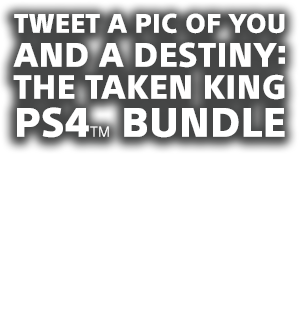 TWEET A PIC OF YOU
AND A DESTINY:
THE TAKEN KING
PS4™ BUNDLE